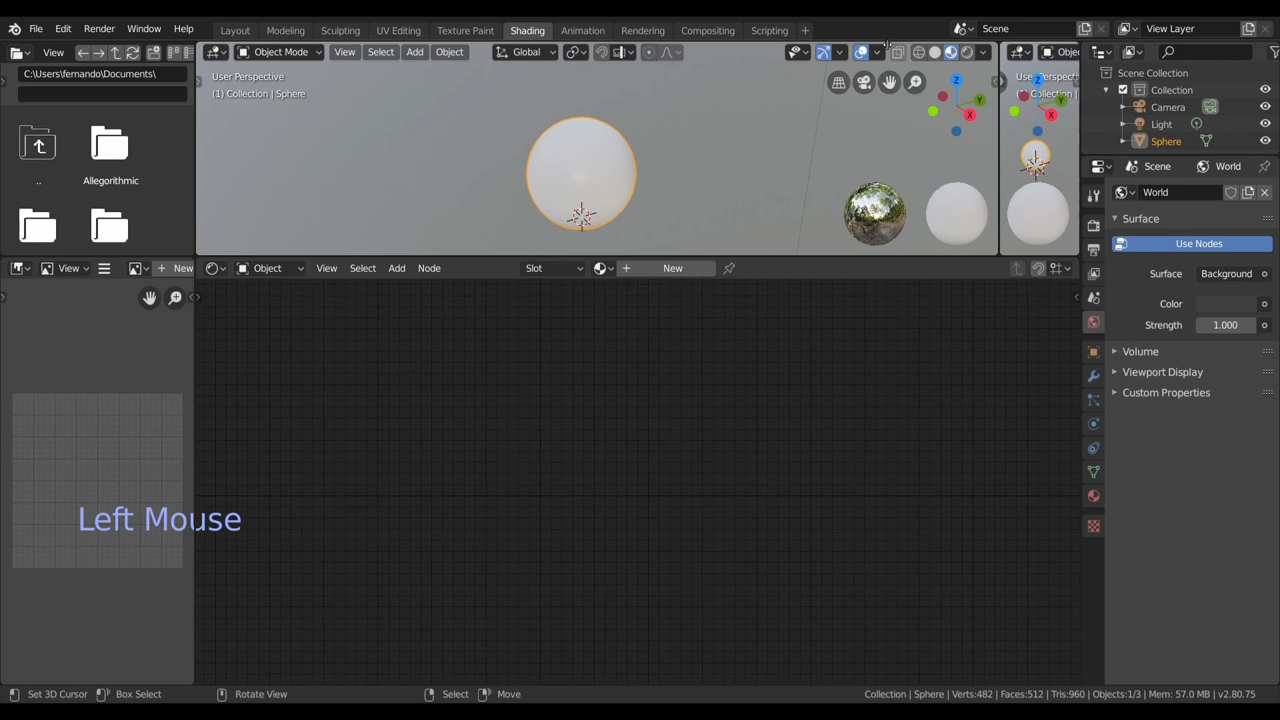 File Edit Render Window Help
Layout Modeling Sculpting UV Editing Texture Paint Shading Animation Rendering Compositing Scripting +
Scene View Layer
View
Object Mode View Select Add Object Global
C:\Users\fernando\Documents\
..
Allegorithmic
User Perspective
(1) Collection | Sphere
Z
Y
X
Z
Y
X
Scene Collection
Collection
Camera
Light
Sphere
Scene World
World
Surface
Use Nodes
Surface Background
Color
Strength 1.000
Volume
Viewport Display
Custom Properties
View New
Object View Select Add Node Slot New
Left Mouse
Set 3D Cursor Box Select Rotate View Select Move
Collection | Sphere | Verts:482 | Faces:512 | Tris:960 | Objects:1/3 | Mem: 57.0 MB | v2.80.75